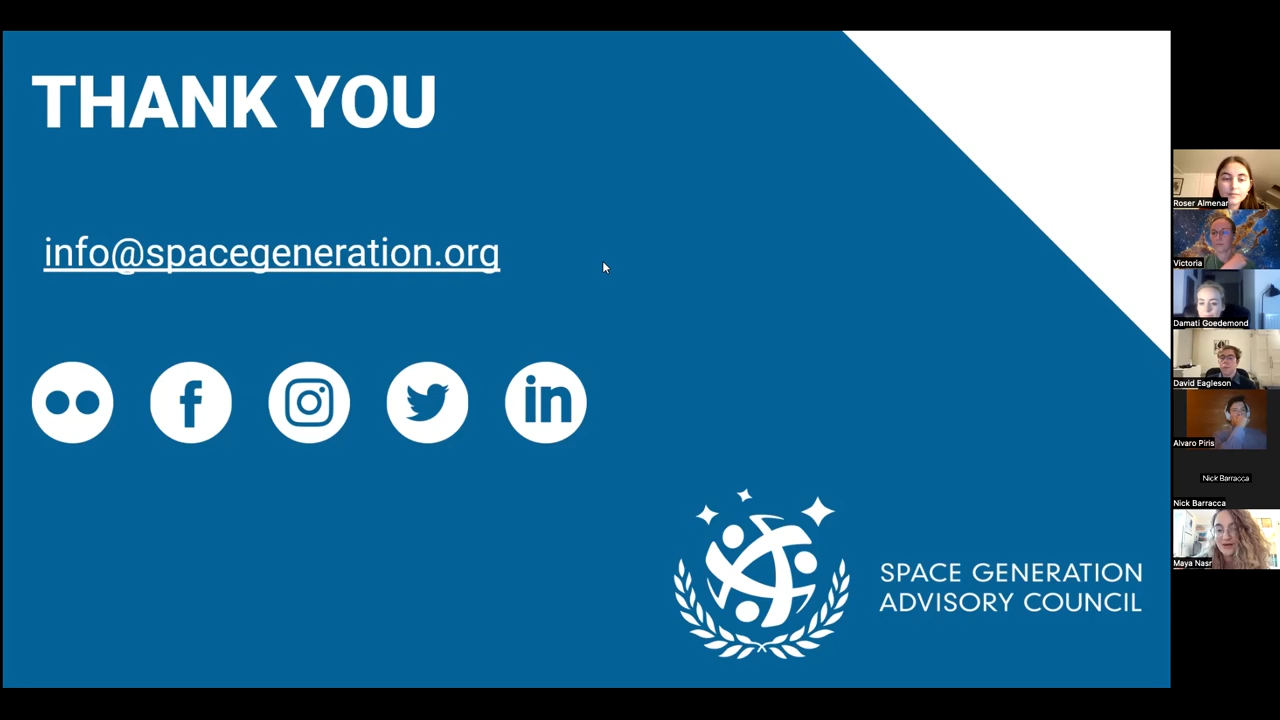 THANK YOU
info@spacegeneration.org
f
in
SPACE GENERATION
ADVISORY COUNCIL
Roser Almenar
Victoria
Damati Goedemond
David Eagleson
Alvaro Piris
Nick Barracca
Nick Barracca
Maya Nasr